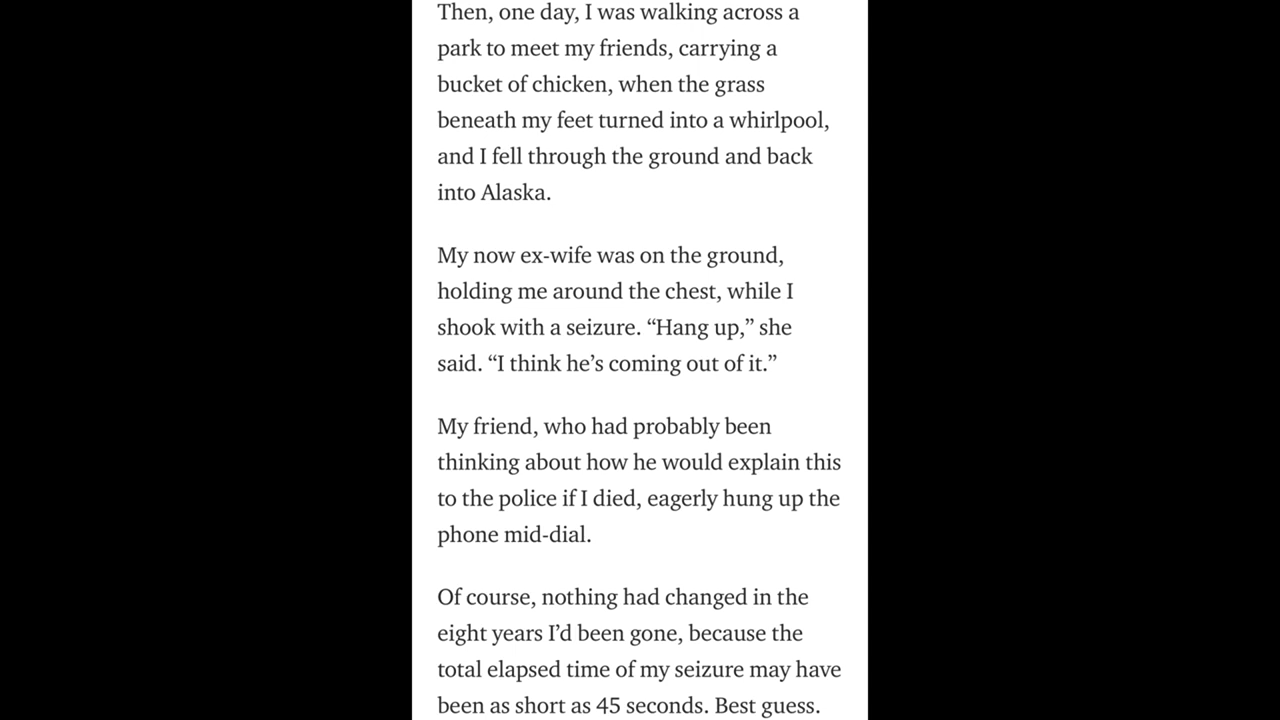 Then, one day, I was walking across a
park to meet my friends, carrying a
bucket of chicken, when the grass
beneath my feet turned into a whirlpool,
and I fell through the ground and back
into Alaska.
My now ex-wife was on the ground,
holding me around the chest, while I
shook with a seizure. “Hang up,” she
said. “I think he’s coming out of it.”
My friend, who had probably been
thinking about how he would explain this
to the police if I died, eagerly hung up the
phone mid-dial.
Of course, nothing had changed in the
eight years I’d been gone, because the
total elapsed time of my seizure may have
been as short as 45 seconds. Best guess.